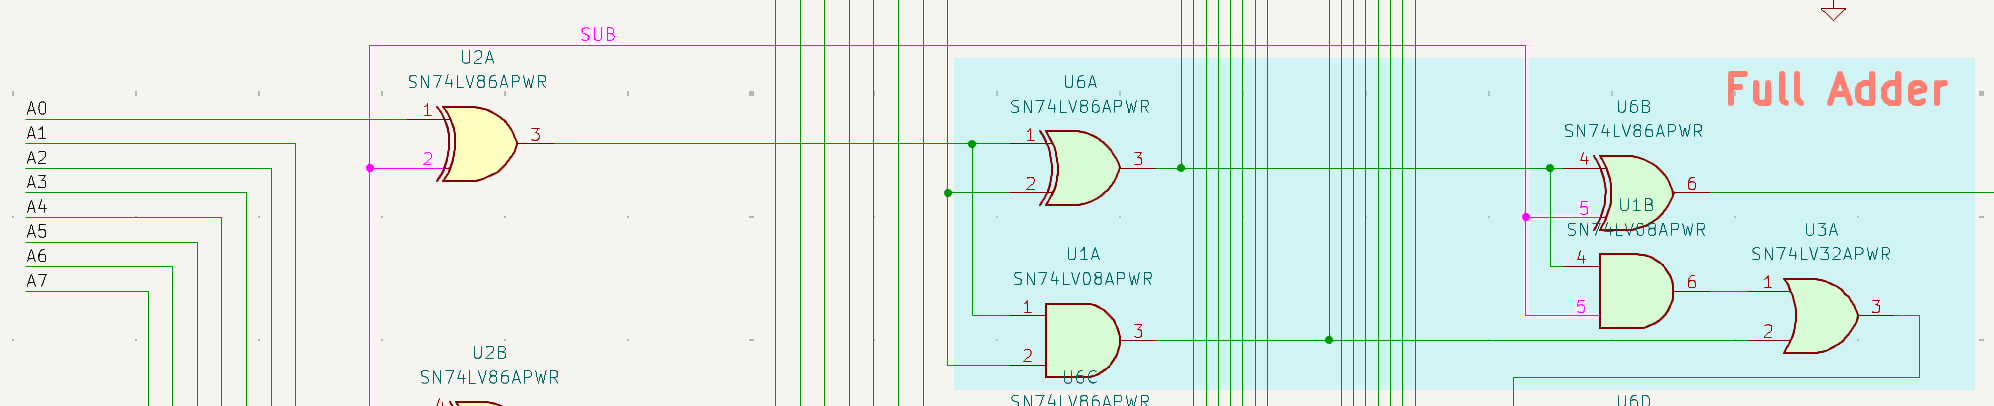 SUB
U2A
SN74LV86APWR
1
2
3
A0
A1
A2
A3
A4
A5
A6
A7
U2B
SN74LV86APWR
4
Full Adder
U6A
SN74LV86APWR
1
2
3
U1A
SN74LV08APWR
1
2
3
U6C
SN74LV86APWR
U6B
SN74LV86APWR
4
5
6
U1B
SN74LV08APWR
4
5
6
U3A
SN74LV32APWR
1
2
3
U6D